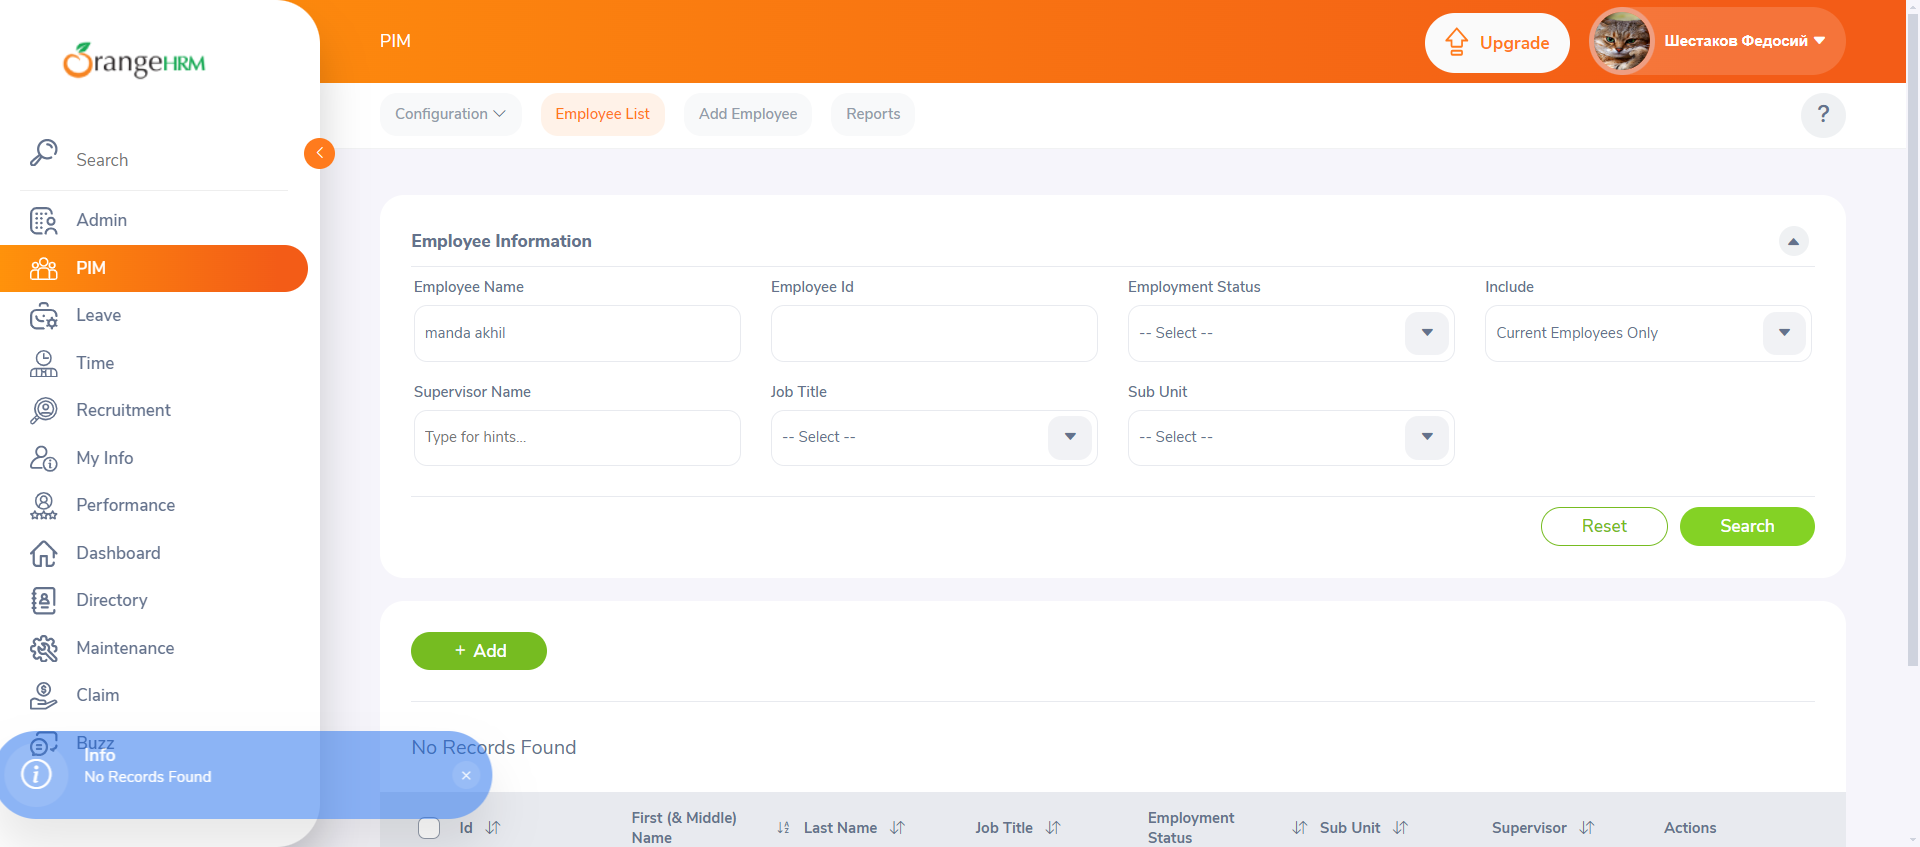 OrangeHRM
PIM
Upgrade
Шестаков Федосий
Search
Configuration
Employee List
Add Employee
Reports
?
Admin
PIM
Leave
Time
Recruitment
My Info
Performance
Dashboard
Directory
Maintenance
Claim
Buzz
Employee Information
Employee Name
Employee Id
Employment Status
Include
manda akhil
-- Select --
Current Employees Only
Supervisor Name
Job Title
Sub Unit
Type for hints...
-- Select --
-- Select --
Reset
Search
+ Add
No Records Found
Info
No Records Found
Id
First (& Middle)
Name
Last Name
Job Title
Employment
Status
Sub Unit
Supervisor
Actions